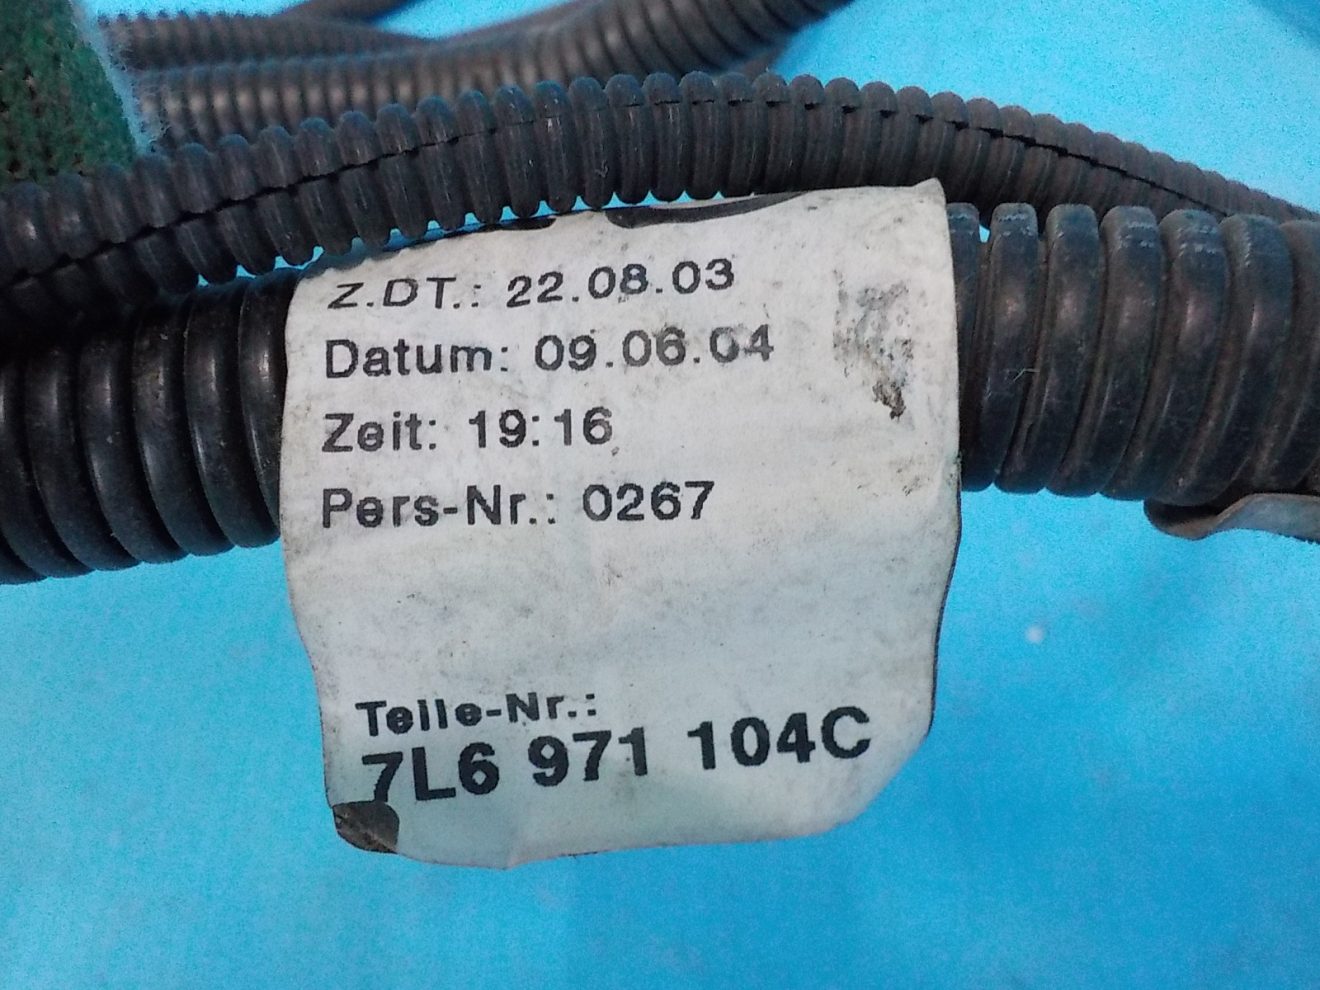 Z.DT.: 22.08.03
Datum: 09.06.04
Zeit: 19:16
Pers-Nr.: 0267
Teile-Nr.:
7L6 971 104C